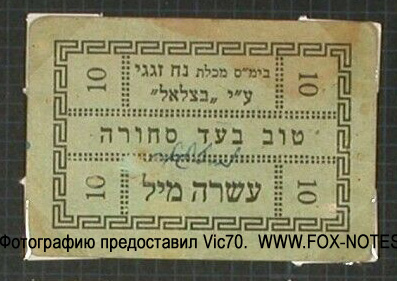 בימ"ס מכלת נח זגגי
ע"י „בצלאל"
10
10
טוב בעד סחורה
עשרה מיל
10
10
Фотографию предоставил Vic70. WWW.FOX-NOTES